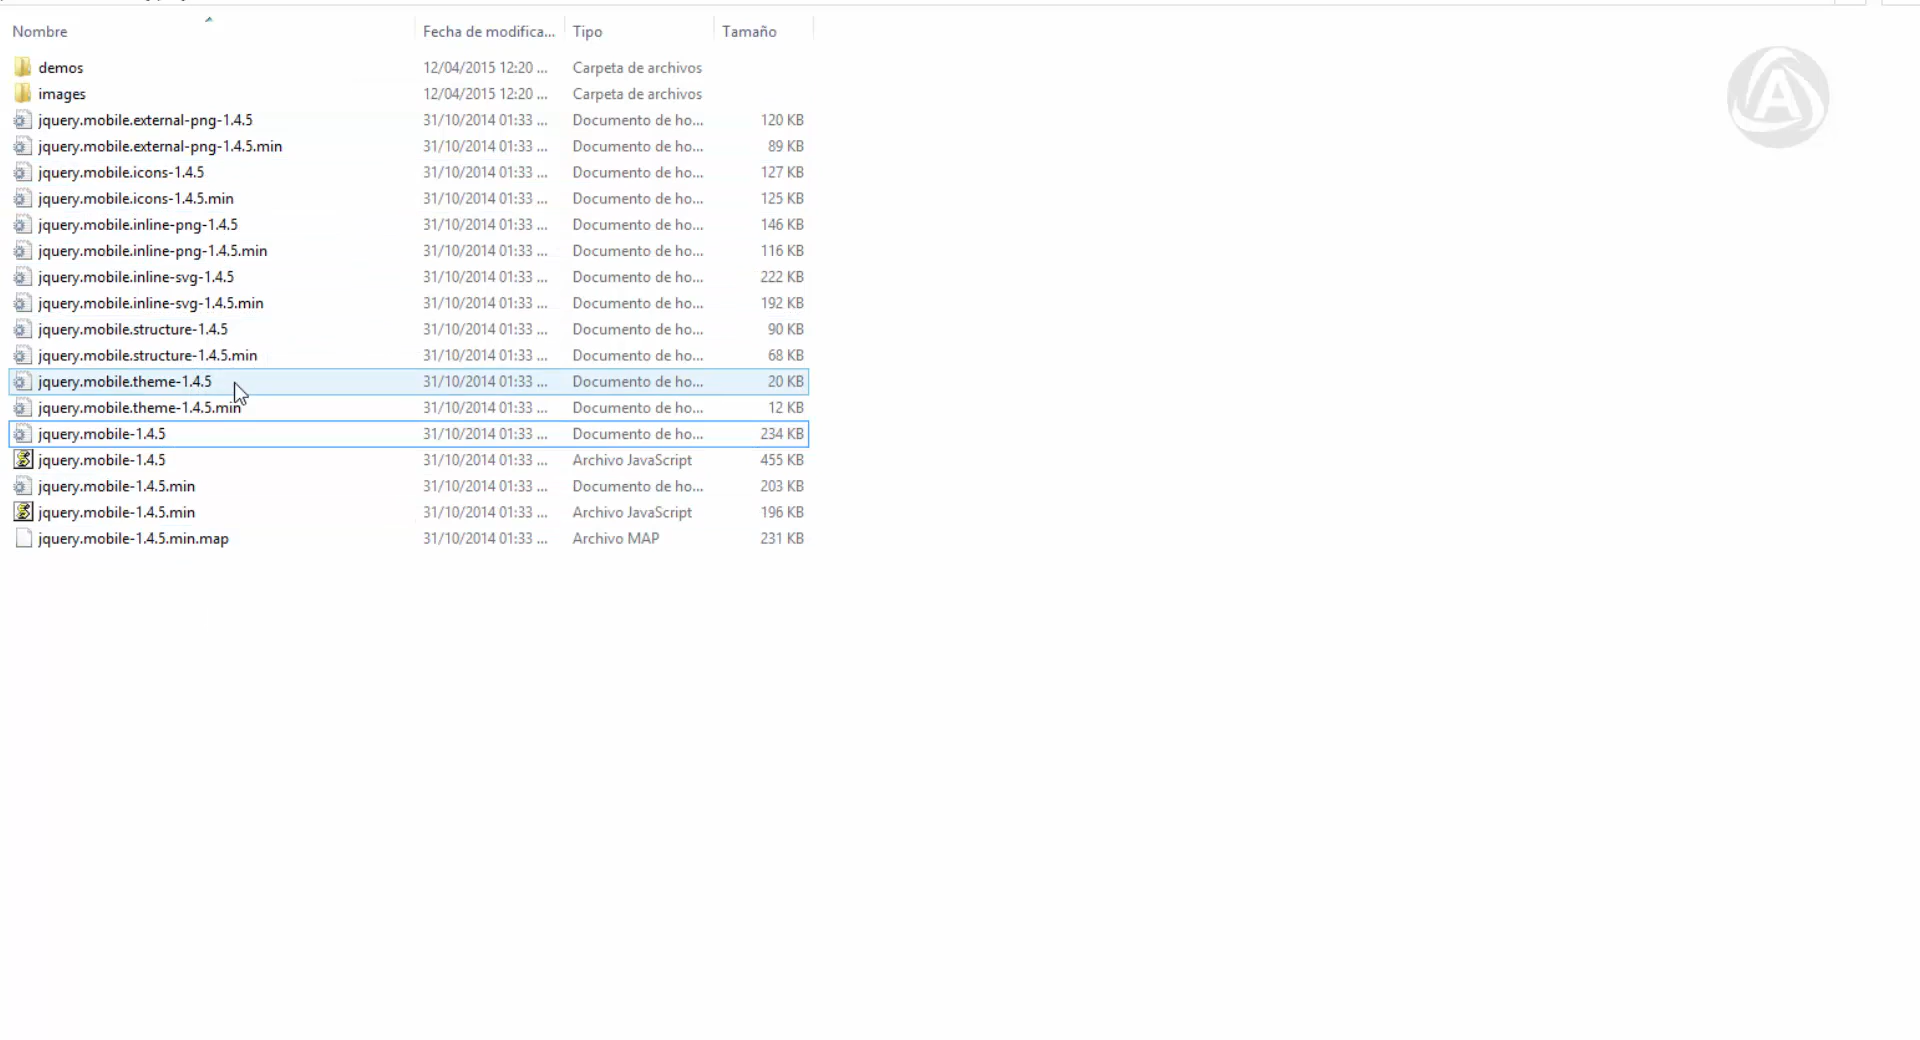 Nombre Fecha de modifica... Tipo Tamaño
demos 12/04/2015 12:20 ... Carpeta de archivos
images 12/04/2015 12:20 ... Carpeta de archivos
jquery.mobile.external-png-1.4.5 31/10/2014 01:33 ... Documento de ho... 120 KB
jquery.mobile.external-png-1.4.5.min 31/10/2014 01:33 ... Documento de ho... 89 KB
jquery.mobile.icons-1.4.5 31/10/2014 01:33 ... Documento de ho... 127 KB
jquery.mobile.icons-1.4.5.min 31/10/2014 01:33 ... Documento de ho... 125 KB
jquery.mobile.inline-png-1.4.5 31/10/2014 01:33 ... Documento de ho... 146 KB
jquery.mobile.inline-png-1.4.5.min 31/10/2014 01:33 ... Documento de ho... 116 KB
jquery.mobile.inline-svg-1.4.5 31/10/2014 01:33 ... Documento de ho... 222 KB
jquery.mobile.inline-svg-1.4.5.min 31/10/2014 01:33 ... Documento de ho... 192 KB
jquery.mobile.structure-1.4.5 31/10/2014 01:33 ... Documento de ho... 90 KB
jquery.mobile.structure-1.4.5.min 31/10/2014 01:33 ... Documento de ho... 68 KB
jquery.mobile.theme-1.4.5 31/10/2014 01:33 ... Documento de ho... 20 KB
jquery.mobile.theme-1.4.5.min 31/10/2014 01:33 ... Documento de ho... 12 KB
jquery.mobile-1.4.5 31/10/2014 01:33 ... Documento de ho... 234 KB
jquery.mobile-1.4.5 31/10/2014 01:33 ... Archivo JavaScript 455 KB
jquery.mobile-1.4.5.min 31/10/2014 01:33 ... Documento de ho... 203 KB
jquery.mobile-1.4.5.min 31/10/2014 01:33 ... Archivo JavaScript 196 KB
jquery.mobile-1.4.5.min.map 31/10/2014 01:33 ... Archivo MAP 231 KB
A